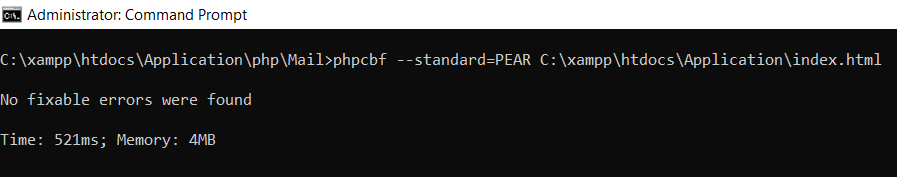 Administrator: Command Prompt
C:\xampp\htdocs\Application\php\Mail>phpcbf --standard=PEAR C:\xampp\htdocs\Application\index.html
No fixable errors were found
Time: 521ms; Memory: 4MB